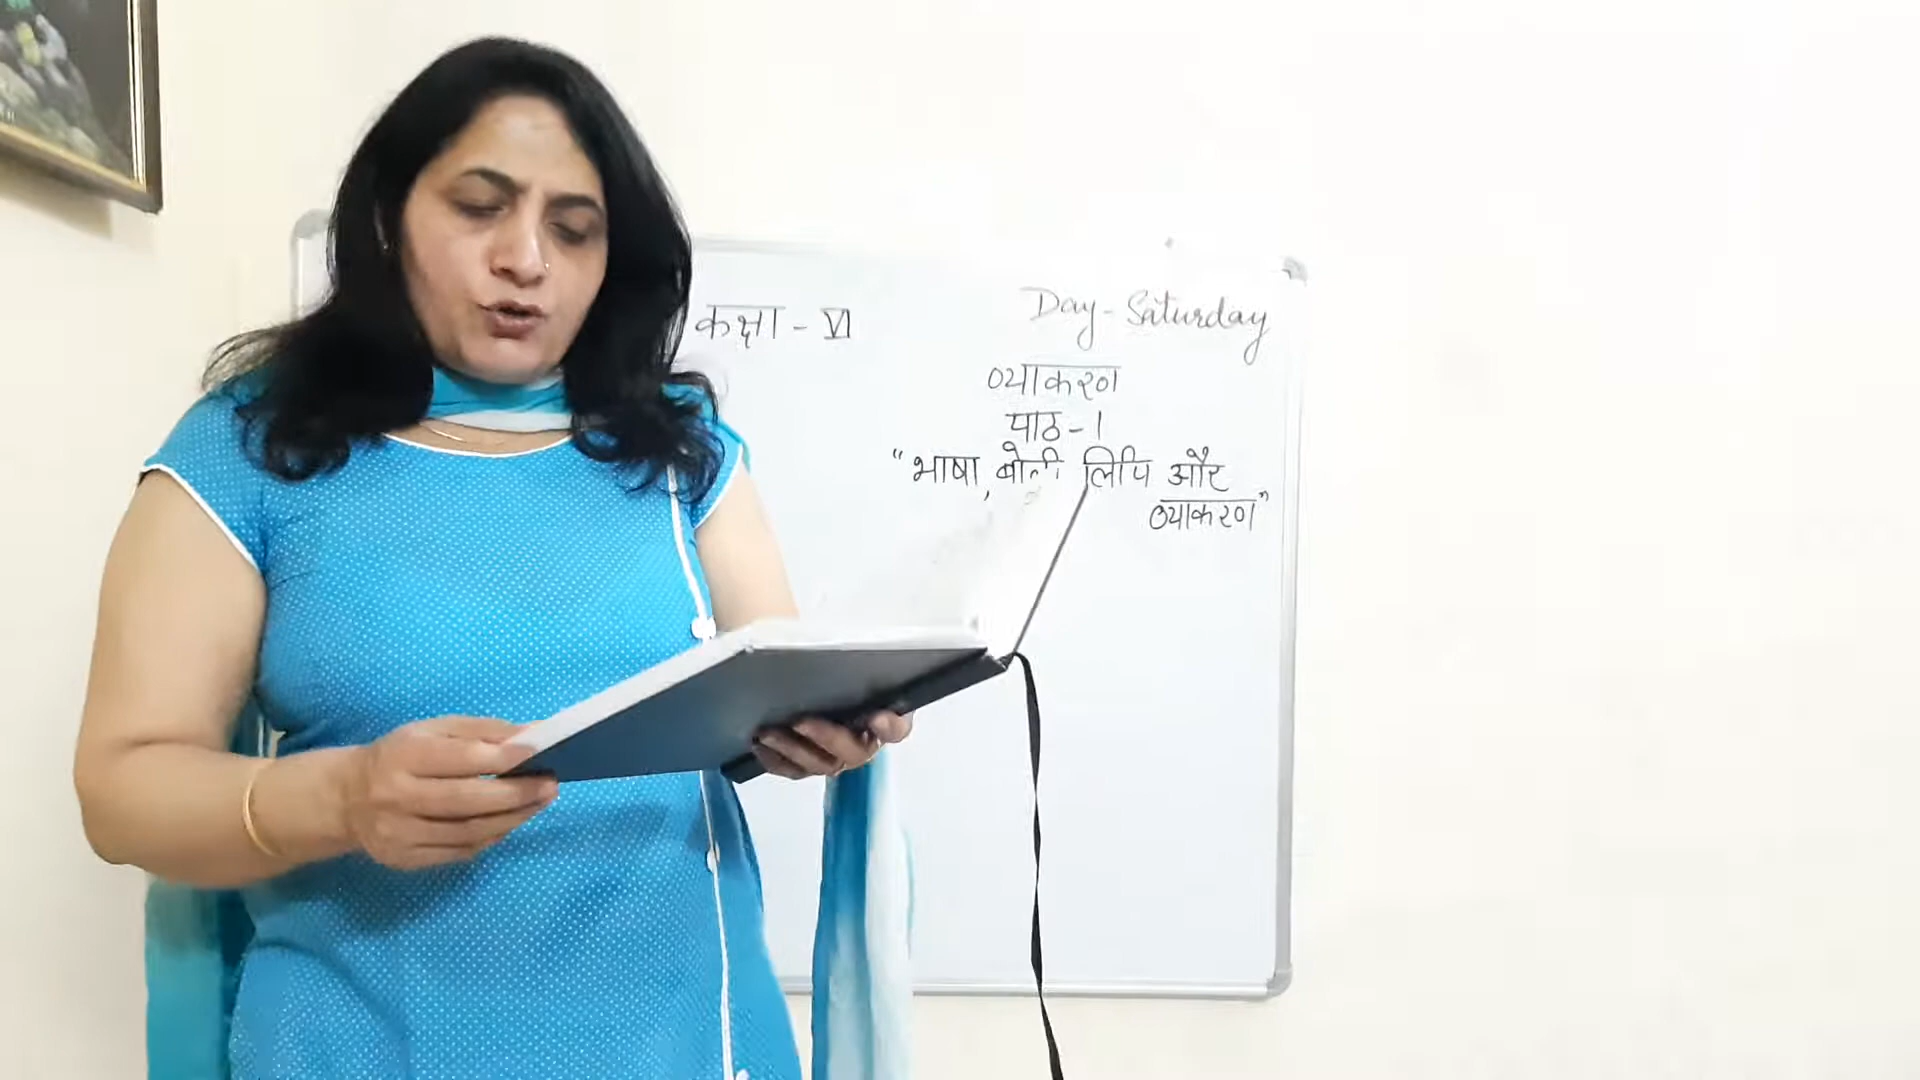 कक्षा - VI
Day - Saturday
व्याकरण
पाठ - 1
"भाषा, बोली लिपि और
व्याकरण"